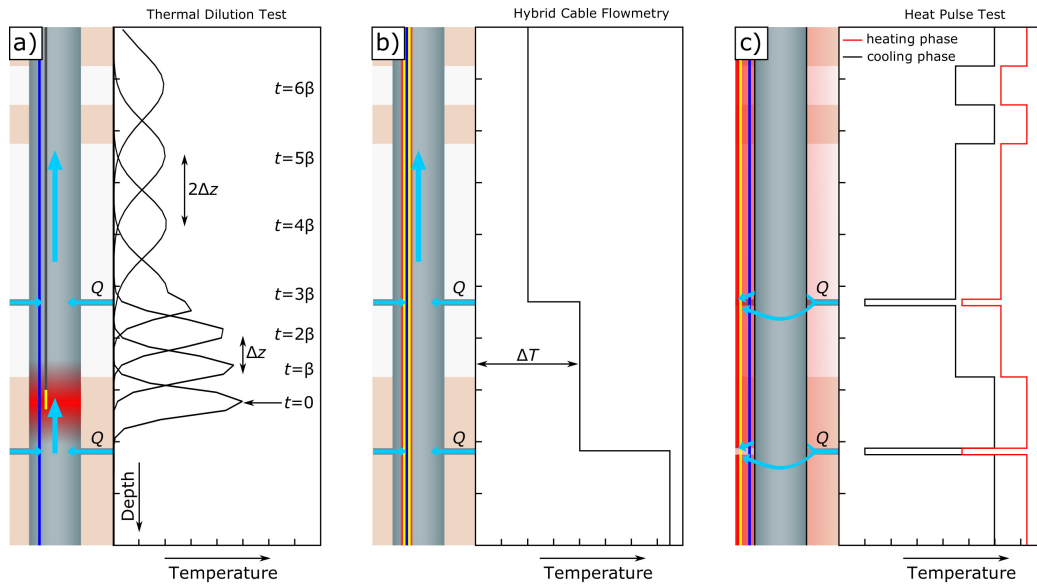 Thermal Dilution Test
a)
t=6β
t=5β
2Δz
t=4β
Q
t=3β
t=2β
Δz
t=β
t=0
Q
Depth
Temperature
Hybrid Cable Flowmetry
b)
Q
ΔT
Q
Temperature
Heat Pulse Test
c)
heating phase
cooling phase
Q
Q
Temperature